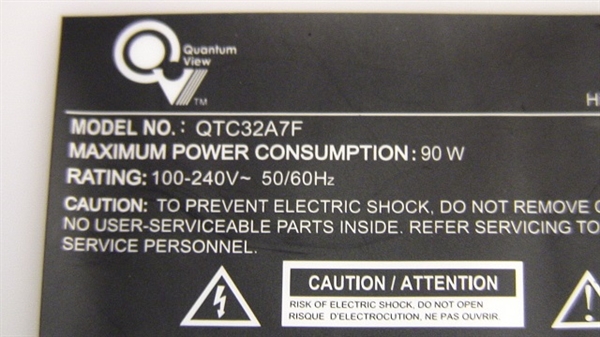 Quantum
View
TM
MODEL NO.: QTC32A7F
MAXIMUM POWER CONSUMPTION: 90 W
RATING: 100-240V~ 50/60Hz
CAUTION: TO PREVENT ELECTRIC SHOCK, DO NOT REMOVE
NO USER-SERVICEABLE PARTS INSIDE. REFER SERVICING TO
SERVICE PERSONNEL.
CAUTION / ATTENTION
RISK OF ELECTRIC SHOCK, DO NOT OPEN
RISQUE D'ELECTROCUTION, NE PAS OUVRIR